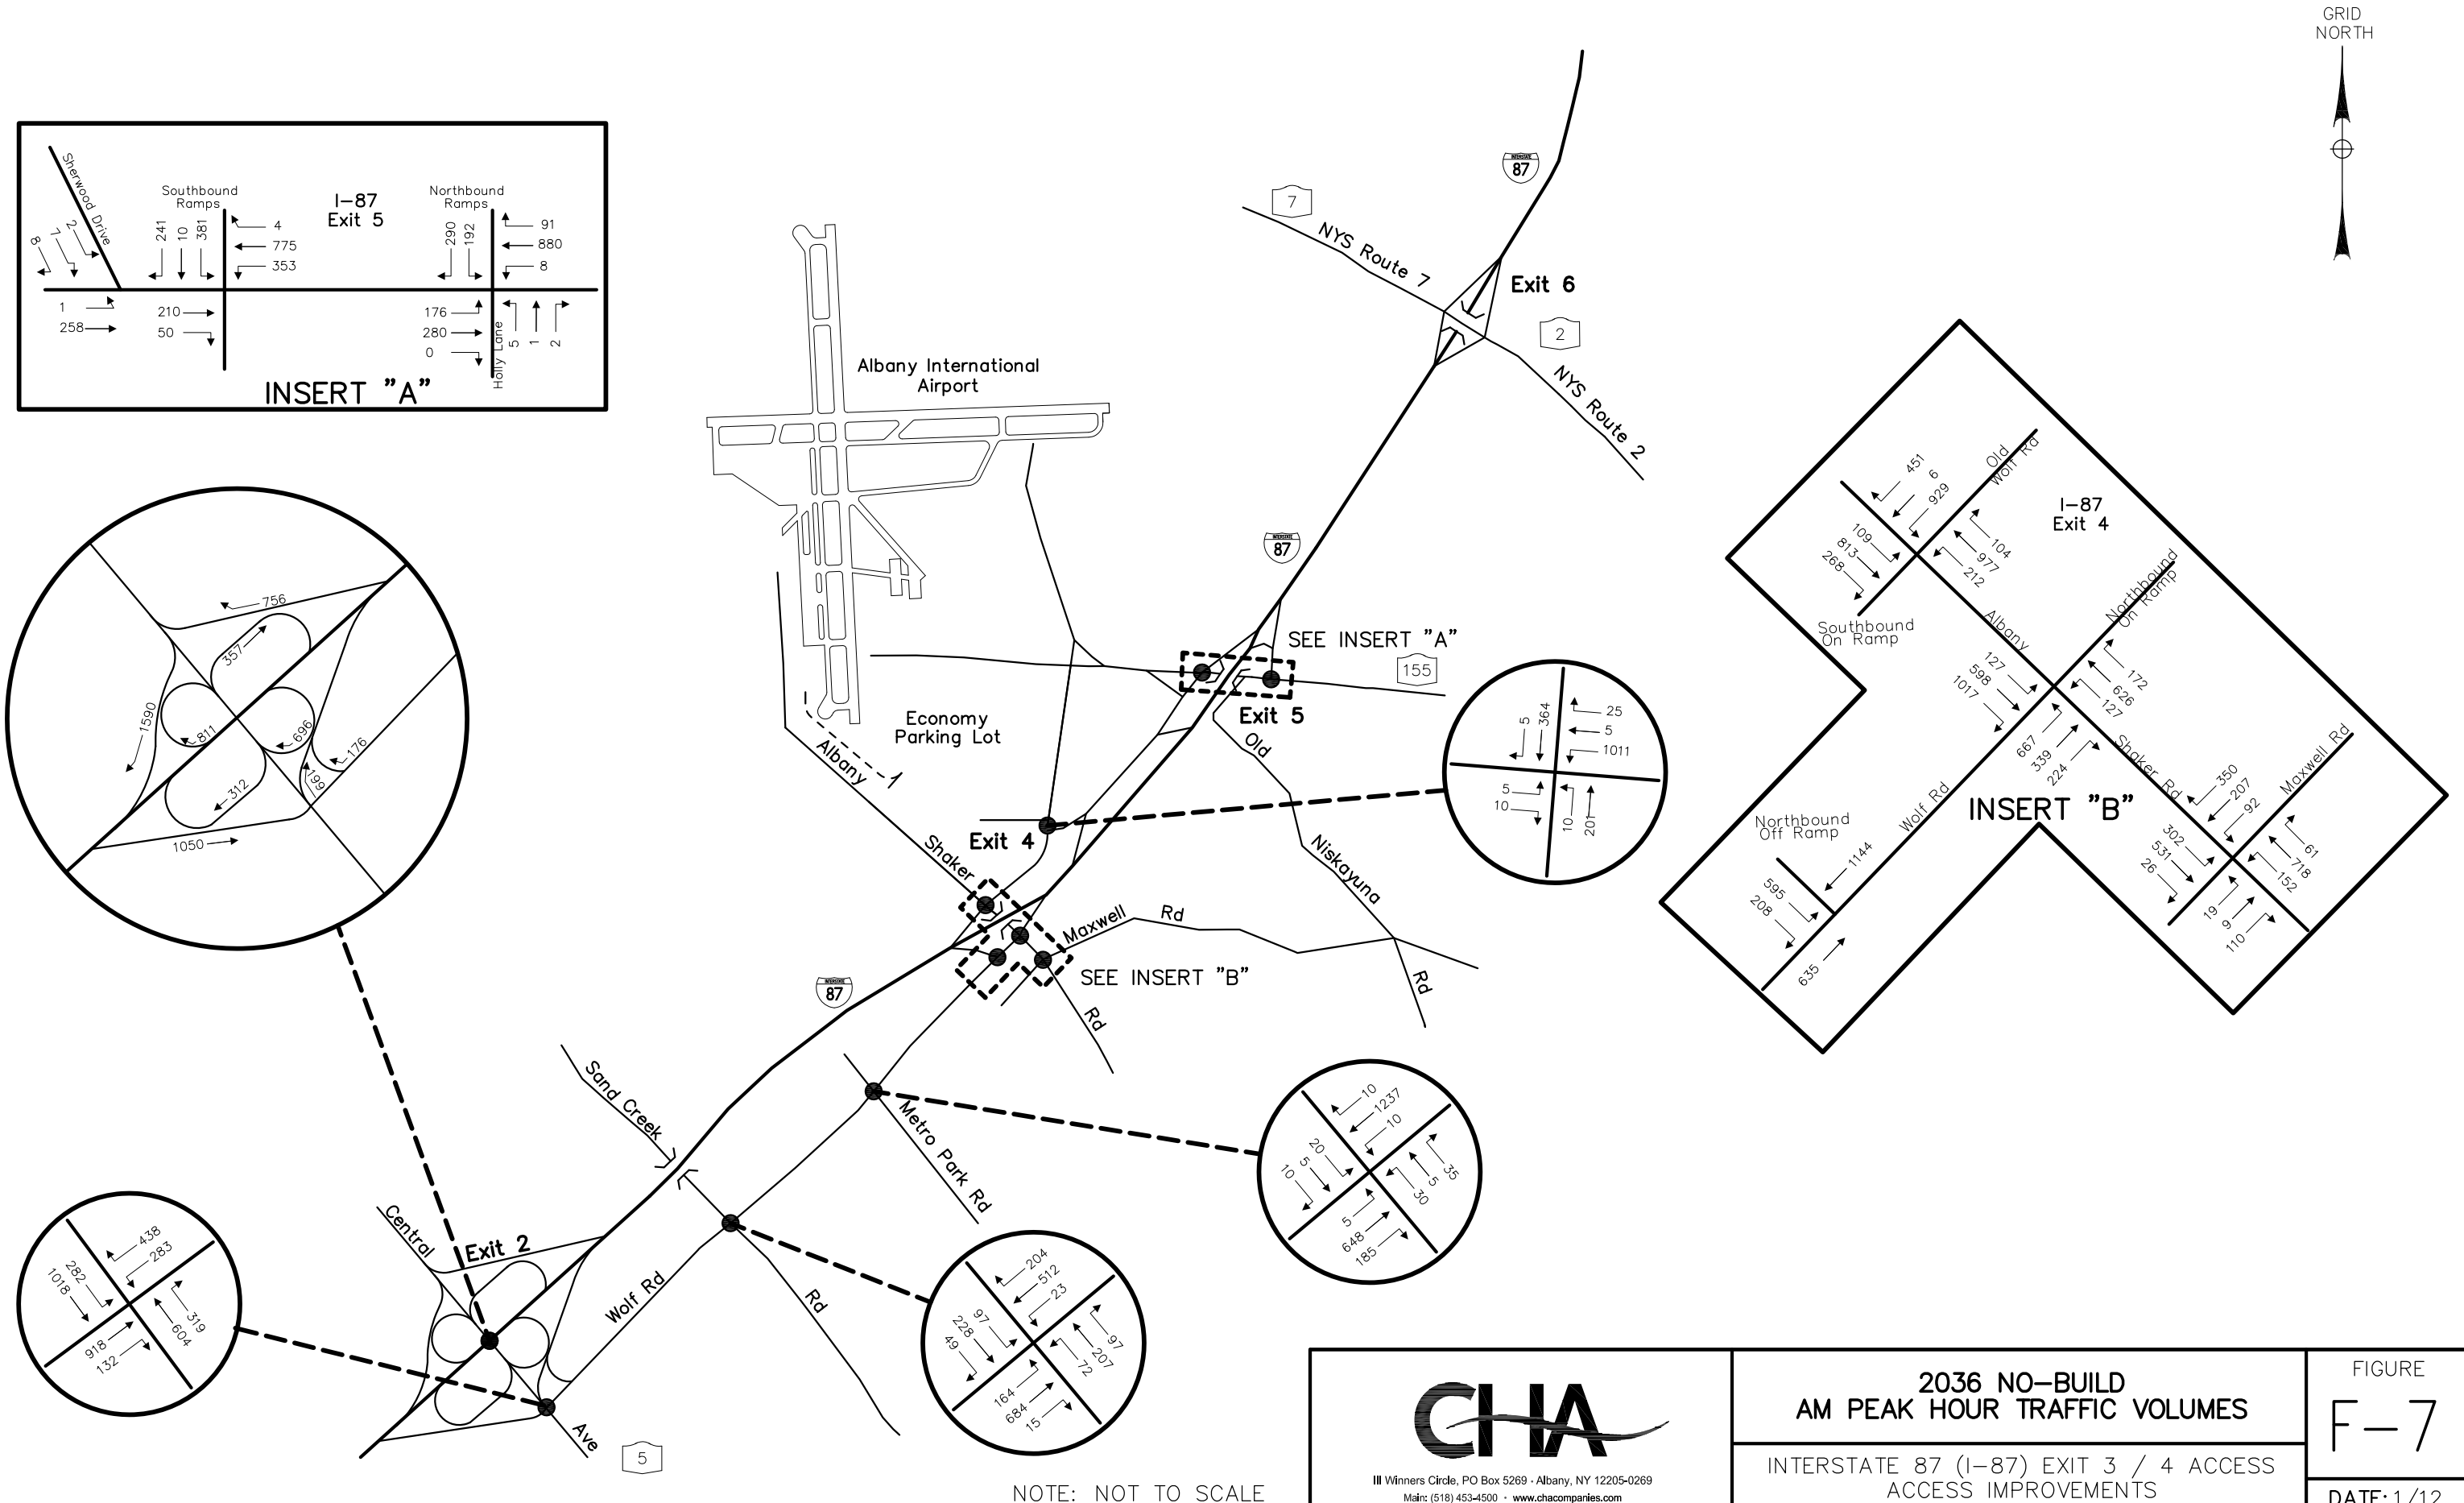 GRID
NORTH
Sherwood Drive
8
7
2
1
258
Southbound
Ramps
241
10
381
4
775
353
210
50
I-87
Exit 5
Northbound
Ramps
290
192
91
880
8
176
280
0
Holly Lane
5
1
2
INSERT "A"
INTERSTATE
87
7
NYS Route 7
Exit 6
2
NYS Route 2
Albany International
Airport
Economy
Parking Lot
INTERSTATE
87
SEE INSERT "A"
155
Exit 5
Albany
Shaker
Rd
Old
Niskayuna
Rd
Exit 4
Maxwell
Rd
SEE INSERT "B"
INTERSTATE
87
Sand Creek
Rd
Metro Park Rd
Wolf Rd
Central
Ave
Exit 2
5
756
357
1590
811
696
176
199
312
1050
5
364
25
5
1011
5
10
10
201
I-87
Exit 4
451
6
929
Old
Wolf Rd
109
813
268
104
977
212
Southbound
On Ramp
Albany
Northbound
On Ramp
127
598
1017
172
626
127
667
339
224
Shaker Rd
Wolf Rd
INSERT "B"
350
207
92
Maxwell Rd
302
531
26
61
718
152
19
9
110
Northbound
Off Ramp
1144
595
208
635
10
1237
10
20
5
10
35
5
30
5
648
185
204
512
23
97
228
49
97
207
72
164
684
15
438
283
282
1018
319
604
918
132
NOTE: NOT TO SCALE
CHA
III Winners Circle, PO Box 5269 · Albany, NY 12205-0269
Main: (518) 453-4500 · www.chacompanies.com
2036 NO-BUILD
AM PEAK HOUR TRAFFIC VOLUMES
INTERSTATE 87 (I-87) EXIT 3 / 4 ACCESS
ACCESS IMPROVEMENTS
FIGURE
F-7
DATE: 1/12